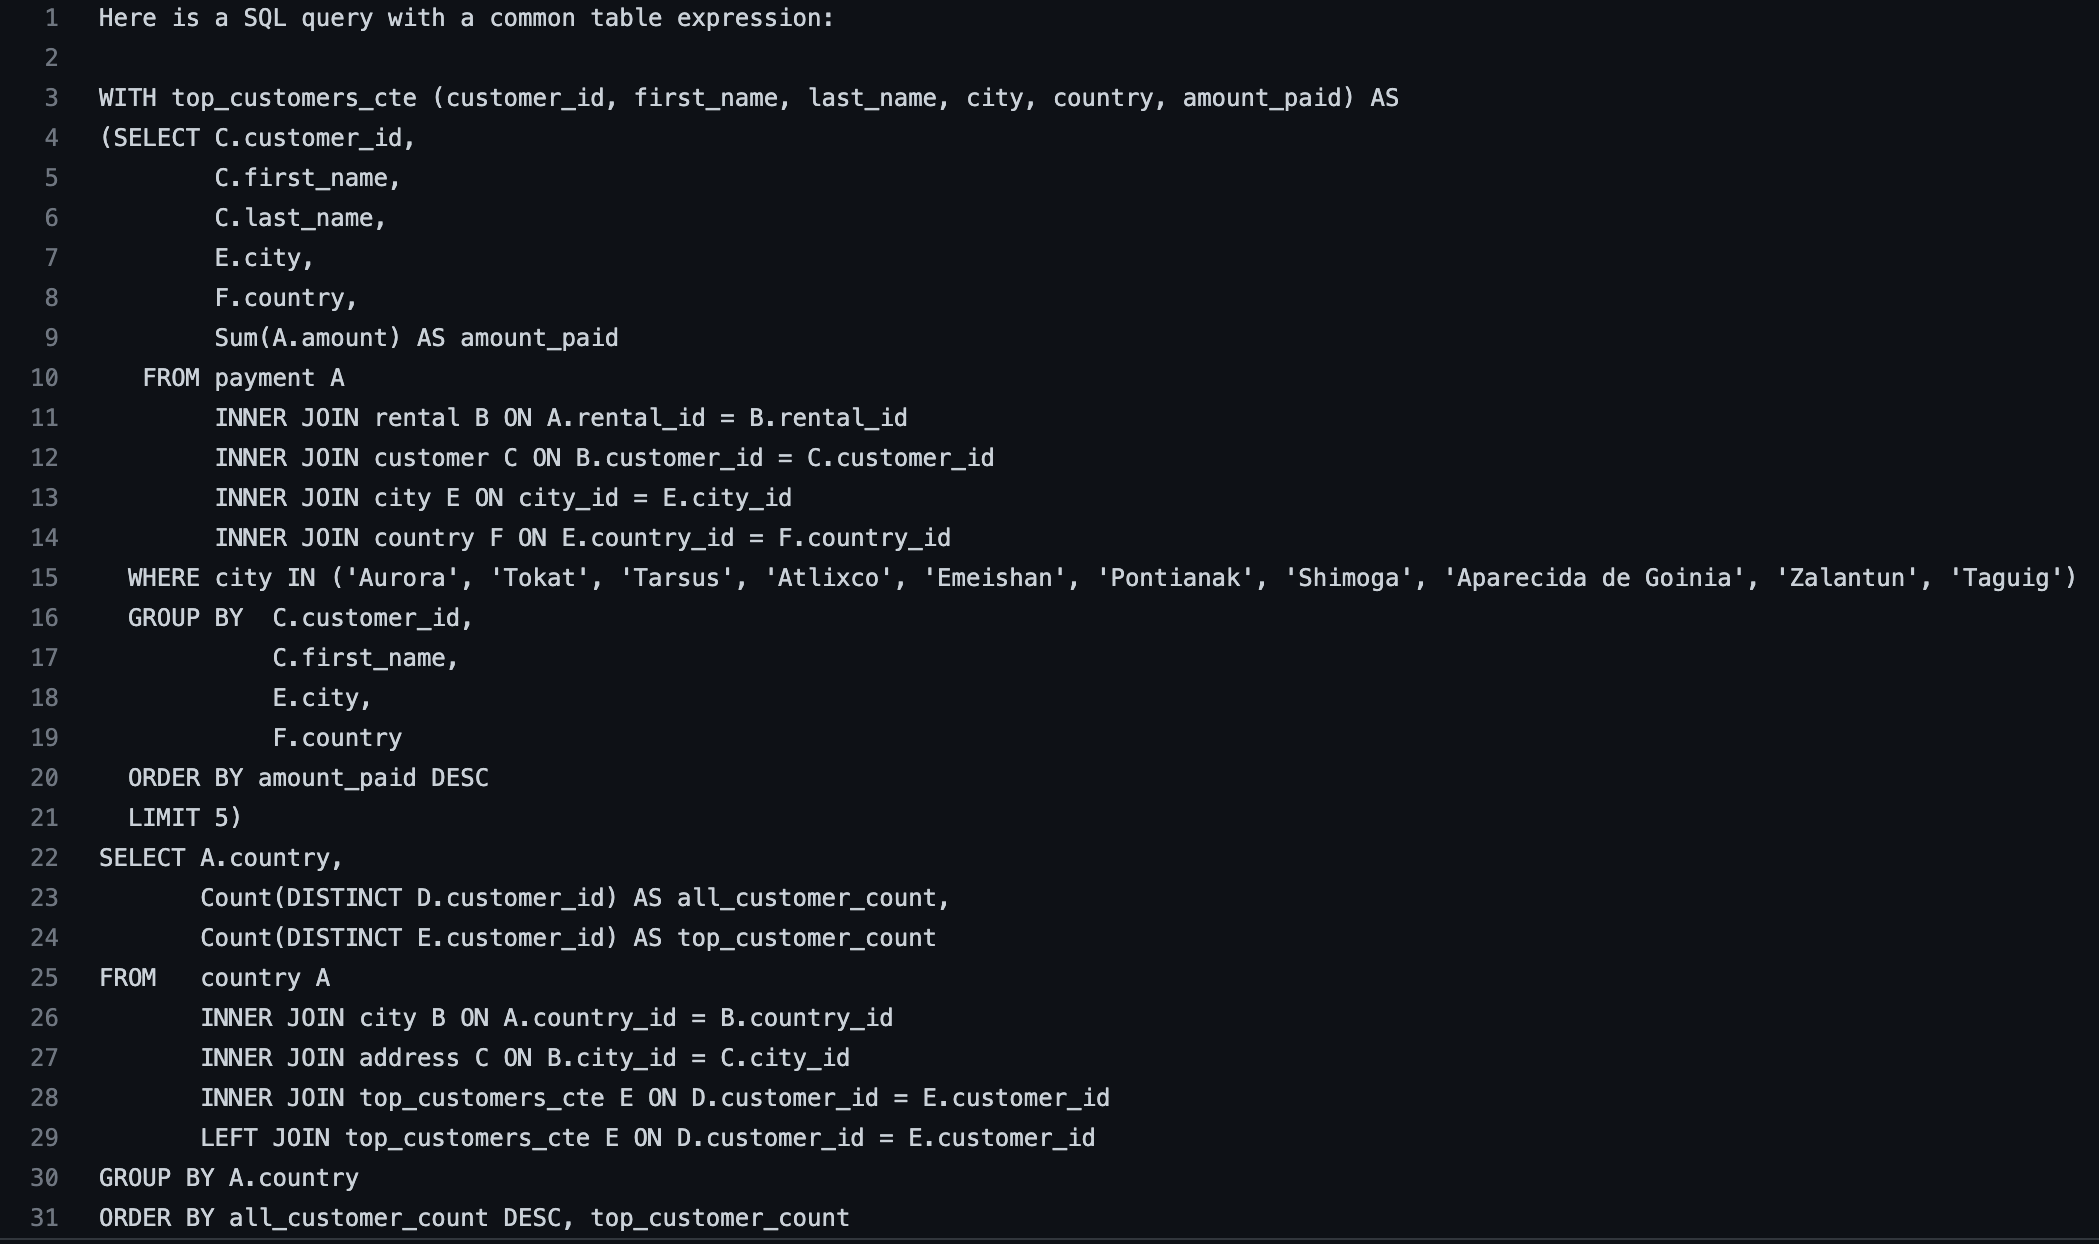 1 Here is a SQL query with a common table expression:
2
3 WITH top_customers_cte (customer_id, first_name, last_name, city, country, amount_paid) AS
4 (SELECT C.customer_id,
5         C.first_name,
6         C.last_name,
7         E.city,
8         F.country,
9         Sum(A.amount) AS amount_paid
10    FROM payment A
11         INNER JOIN rental B ON A.rental_id = B.rental_id
12         INNER JOIN customer C ON B.customer_id = C.customer_id
13         INNER JOIN city E ON city_id = E.city_id
14         INNER JOIN country F ON E.country_id = F.country_id
15   WHERE city IN ('Aurora', 'Tokat', 'Tarsus', 'Atlixco', 'Emeishan', 'Pontianak', 'Shimoga', 'Aparecida de Goinia', 'Zalantun', 'Taguig')
16   GROUP BY  C.customer_id,
17             C.first_name,
18             E.city,
19             F.country
20   ORDER BY amount_paid DESC
21   LIMIT 5)
22 SELECT A.country,
23        Count(DISTINCT D.customer_id) AS all_customer_count,
24        Count(DISTINCT E.customer_id) AS top_customer_count
25 FROM   country A
26        INNER JOIN city B ON A.country_id = B.country_id
27        INNER JOIN address C ON B.city_id = C.city_id
28        INNER JOIN top_customers_cte E ON D.customer_id = E.customer_id
29        LEFT JOIN top_customers_cte E ON D.customer_id = E.customer_id
30 GROUP BY A.country
31 ORDER BY all_customer_count DESC, top_customer_count